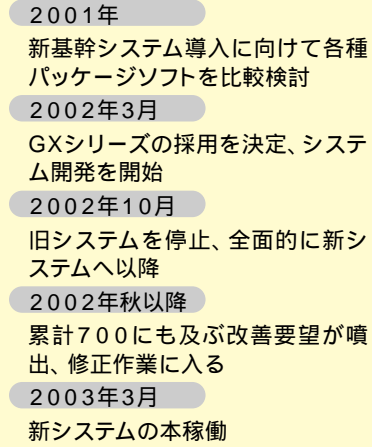 2001年
新基幹システム導入に向けて各種
パッケージソフトを比較検討
2002年3月
GXシリーズの採用を決定、システ
ム開発を開始
2002年10月
旧システムを停止、全面的に新シ
ステムへ以降
2002年秋以降
累計700にも及ぶ改善要望が噴
出、修正作業に入る
2003年3月
新システムの本稼働